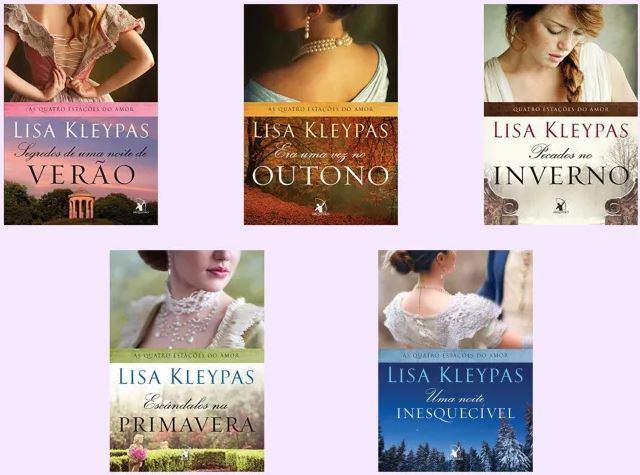 AS QUATRO ESTAÇÕES DO AMOR
LISA KLEYPAS
Segredos de uma noite de
VERÃO
AS QUATRO ESTAÇÕES DO AMOR
LISA KLEYPAS
Era uma vez no
OUTONO
QUATRO ESTAÇÕES DO AMOR
LISA KLEYPAS
Pecados no
INVERNO
AS QUATRO ESTAÇÕES DO AMOR
LISA KLEYPAS
Escândalos na
PRIMAVERA
AS QUATRO ESTAÇÕES DO AMOR
LISA KLEYPAS
Uma noite
INESQUECÍVEL